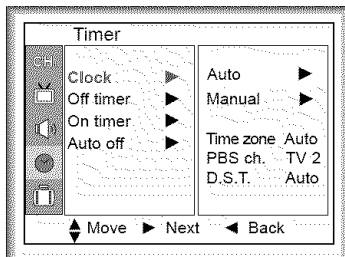 Timer
CH
Clock
Off timer
On timer
Auto off
Auto
Manual
Time zone Auto
PBS ch. TV 2
D.S.T. Auto
Move Next Back